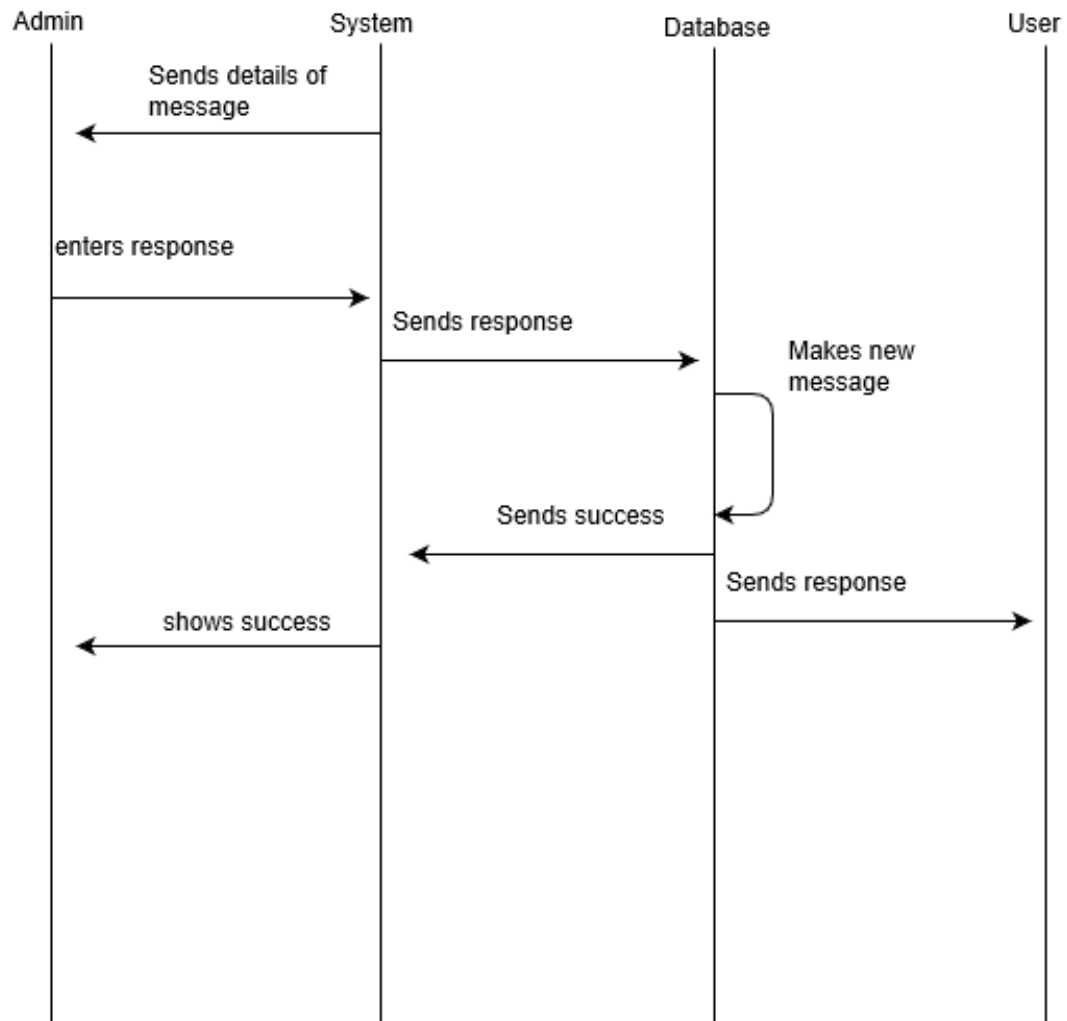 Admin
System
Database
User
Sends details of
message
enters response
Sends response
Makes new
message
Sends success
Sends response
shows success